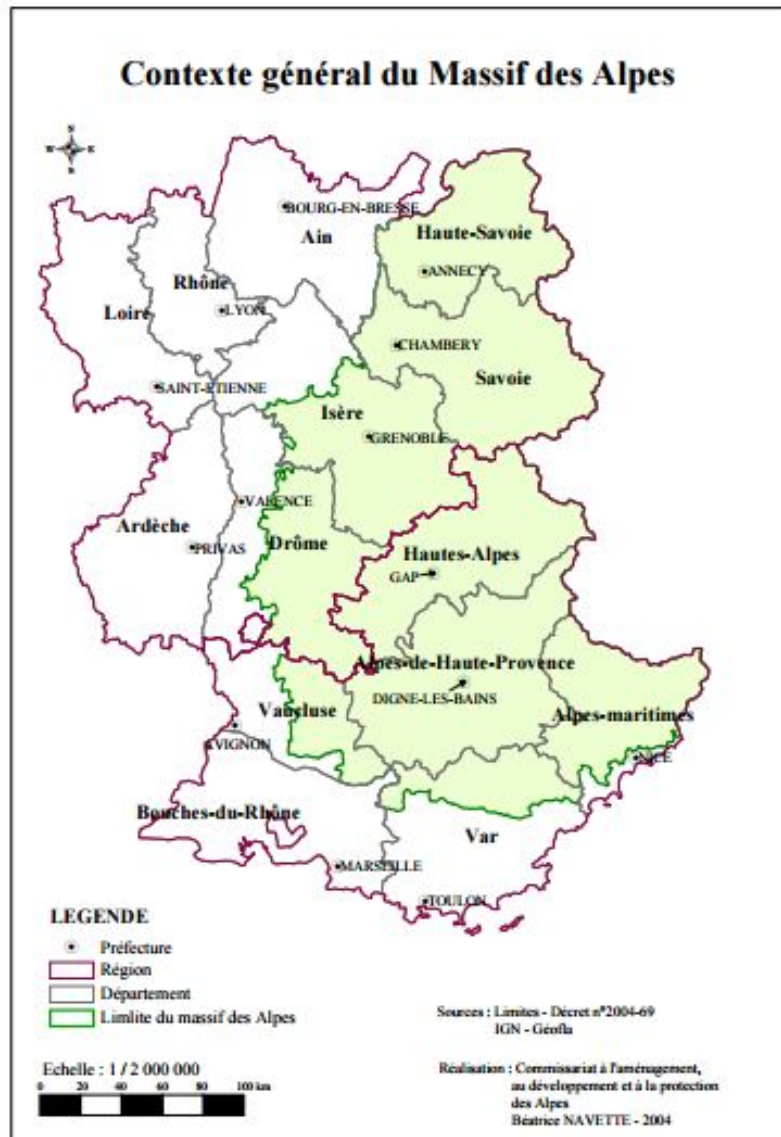 Contexte général du Massif des Alpes
N
W E
S
BOURG-EN-BRESSE
Ain
Haute-Savoie
ANNECY
Rhône
LYON
Loire
CHAMBERY
Savoie
SAINT-ETIENNE
Isère
GRENOBLE
VALENCE
Ardèche
Drôme
PRIVAS
Hautes-Alpes
GAP
Alpes-de-Haute-Provence
DIGNE-LES-BAINS
Vaucluse
Alpes-maritimes
AVIGNON
NICE
Bouches-du-Rhône
Var
MARSEILLE
TOULON
LEGENDE
Préfecture
Région
Département
Limlite du massif des Alpes
Sources : Limites - Décret n°2004-69
IGN - Géofla
Echelle : 1 / 2 000 000
0 20 40 60 80 100 km
Réalisation : Commissariat à l'aménagement,
au développement et à la protection
des Alpes
Béatrice NAVETTE - 2004